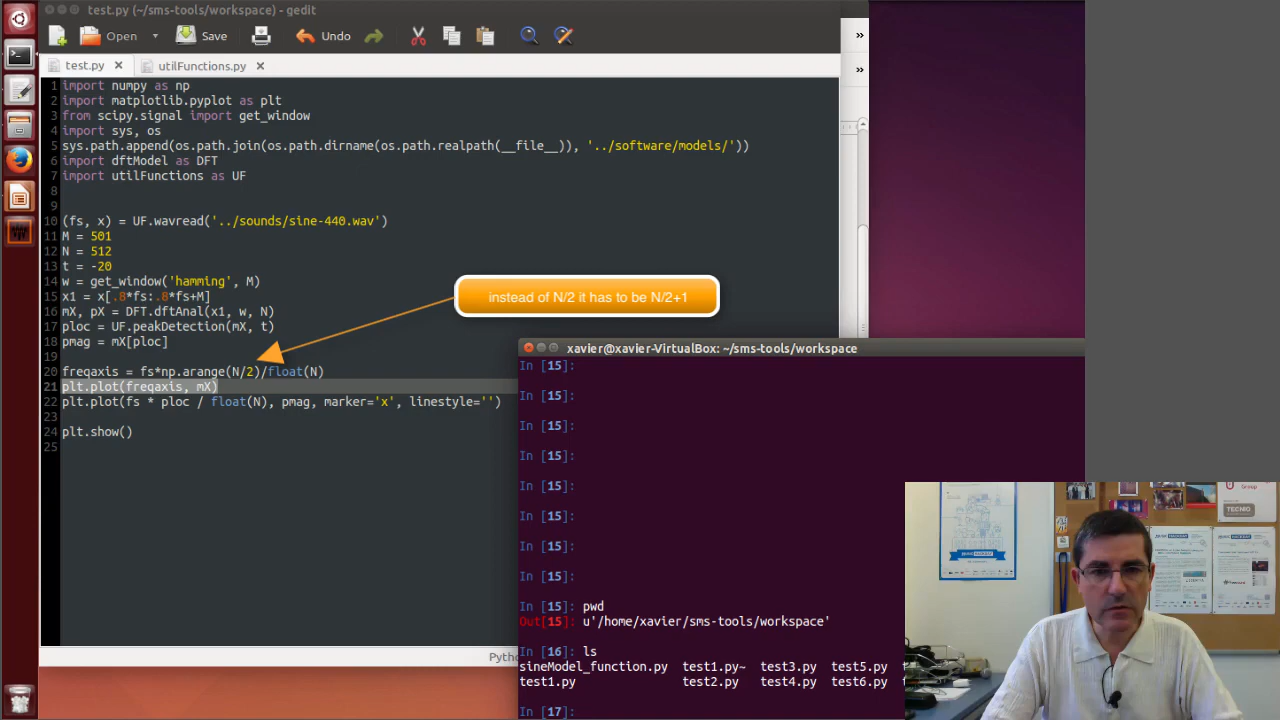 test.py (~/sms-tools/workspace) - gedit
Open Save Undo
test.py utilFunctions.py
1 import numpy as np
2 import matplotlib.pyplot as plt
3 from scipy.signal import get_window
4 import sys, os
5 sys.path.append(os.path.join(os.path.dirname(os.path.realpath(__file__)), '../software/models/'))
6 import dftModel as DFT
7 import utilFunctions as UF
8
9
10 (fs, x) = UF.wavread('../sounds/sine-440.wav')
11 M = 501
12 N = 512
13 t = -20
14 w = get_window('hamming', M)
15 x1 = x[.8*fs:.8*fs+M]
16 mX, pX = DFT.dftAnal(x1, w, N)
17 ploc = UF.peakDetection(mX, t)
18 pmag = mX[ploc]
19
20 freqaxis = fs*np.arange(N/2)/float(N)
21 plt.plot(freqaxis, mX)
22 plt.plot(fs * ploc / float(N), pmag, marker='x', linestyle='')
23
24 plt.show()
25
instead of N/2 it has to be N/2+1
Pytho
xavier@xavier-VirtualBox: ~/sms-tools/workspace
In [15]:
In [15]:
In [15]:
In [15]:
In [15]:
In [15]:
In [15]:
In [15]:
In [15]: pwd
Out[15]: u'/home/xavier/sms-tools/workspace'
In [16]: ls
sineModel_function.py test1.py~ test3.py test5.py
test1.py test2.py test4.py test6.py
In [17]:
Group
TECNIO